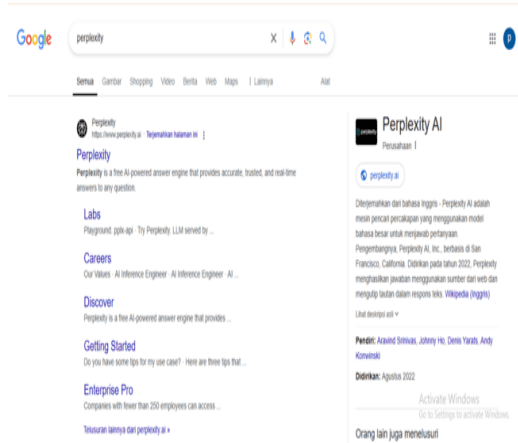 Google
perplexity
P
Semua Gambar Shopping Video Berita Web Maps Lainnya Alat
Perplexity
https://www.perplexity.ai · Terjemahkan halaman ini
Perplexity
Perplexity is a free AI-powered answer engine that provides accurate, trusted, and real-time
answers to any question.
Labs
Playground. pplx-api · Try Perplexity. LLM served by ...
Careers
Our Values · AI Inference Engineer · AI Inference Engineer · AI ...
Discover
Perplexity is a free AI-powered answer engine that provides ...
Getting Started
Do you have some tips for my use case? · Here are three tips that ...
Enterprise Pro
Companies with fewer than 250 employees can access ...
Telusuran lainnya dari perplexity.ai »
perplexity
Perplexity AI
Perusahaan
perplexity.ai
Diterjemahkan dari bahasa Inggris - Perplexity AI adalah
mesin pencari percakapan yang menggunakan model
bahasa besar untuk menjawab pertanyaan.
Pengembangnya, Perplexity AI, Inc., berbasis di San
Francisco, California. Didirikan pada tahun 2022, Perplexity
menghasilkan jawaban menggunakan sumber dari web dan
mengutip tautan dalam respons teks. Wikipedia (Inggris)
Lihat deskripsi asli
Pendiri: Aravind Srinivas, Johnny Ho, Denis Yarats, Andy
Konwinski
Didirikan: Agustus 2022
Activate Windows
Go to Settings to activate Windows.
Orang lain juga menelusuri